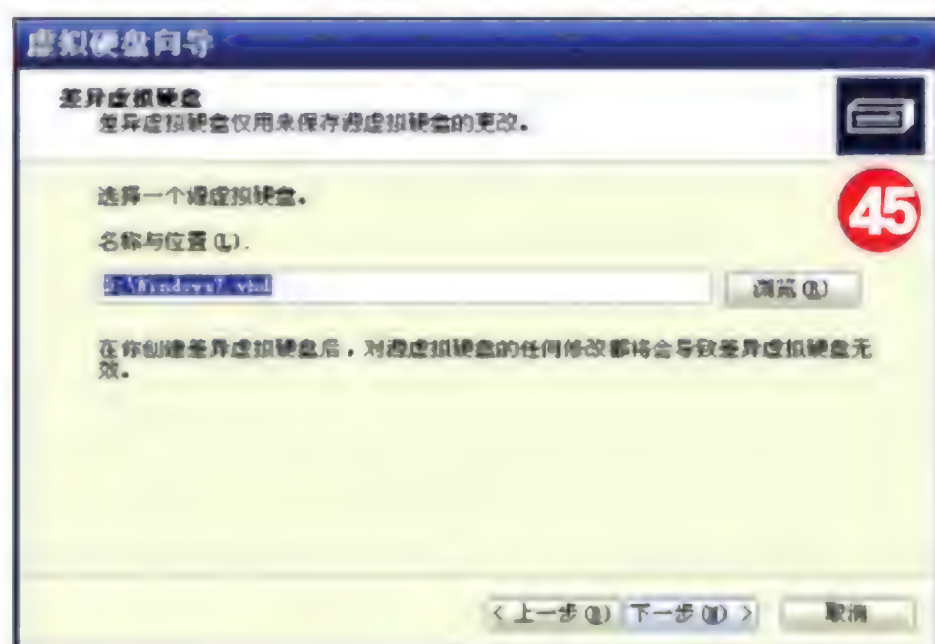 虚拟硬盘向导
差异虚拟硬盘
差异虚拟硬盘仅用来保存源虚拟硬盘的更改。
选择一个源虚拟硬盘。
45
名称与位置(L).
浏览(R)
在你创建差异虚拟硬盘后，对源虚拟硬盘的任何修改都将会导致差异虚拟硬盘无
效。
<上一步 下一步 > 取消